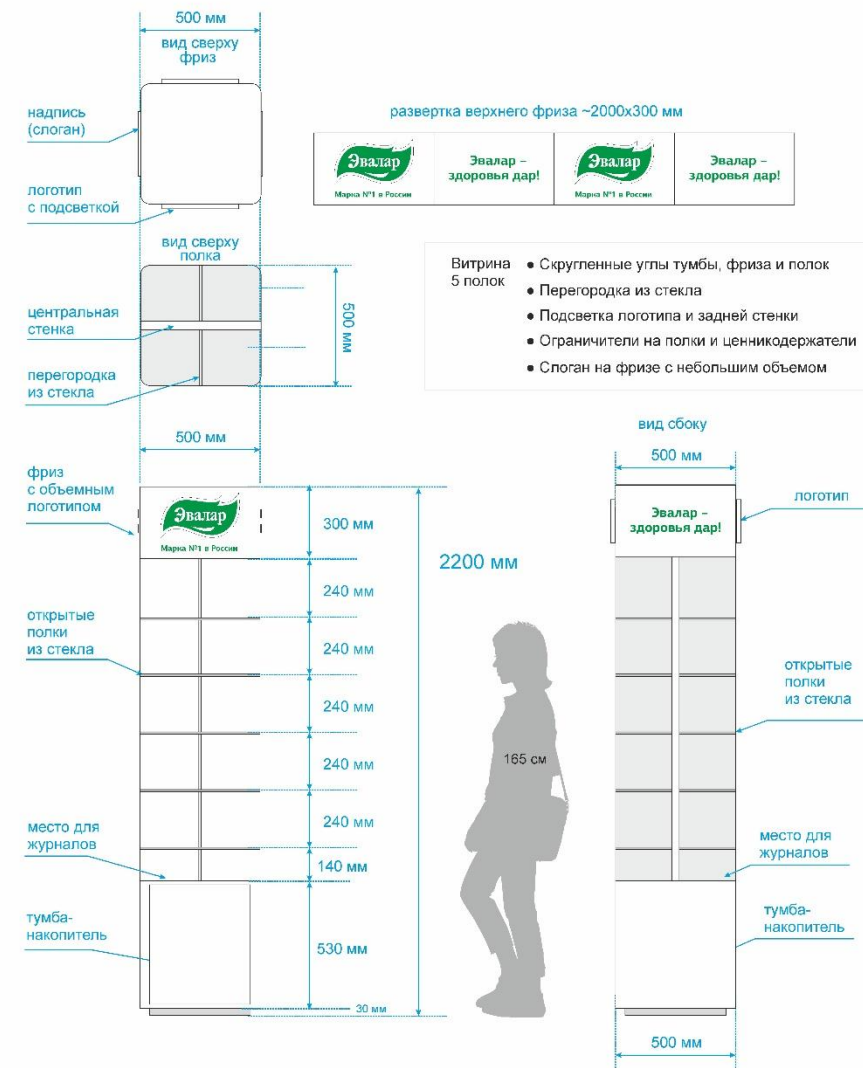 500 мм
вид сверху
фриз
надпись
(слоган)
логотип
с подсветкой
развертка верхнего фриза ~2000х300 мм
Эвалар
Марка №1 в России
Эвалар –
здоровья дар!
Эвалар
Марка №1 в России
Эвалар –
здоровья дар!
вид сверху
полка
центральная
стенка
перегородка
из стекла
500 мм
500 мм
Витрина
5 полок
● Скругленные углы тумбы, фриза и полок
● Перегородка из стекла
● Подсветка логотипа и задней стенки
● Ограничители на полки и ценникодержатели
● Слоган на фризе с небольшим объемом
фриз
с объемным
логотипом
Эвалар
Марка №1 в России
300 мм
240 мм
240 мм
240 мм
240 мм
240 мм
140 мм
530 мм
30 мм
2200 мм
открытые
полки
из стекла
место для
журналов
тумба-
накопитель
165 см
вид сбоку
500 мм
Эвалар –
здоровья дар!
логотип
открытые
полки
из стекла
место для
журналов
тумба-
накопитель
500 мм